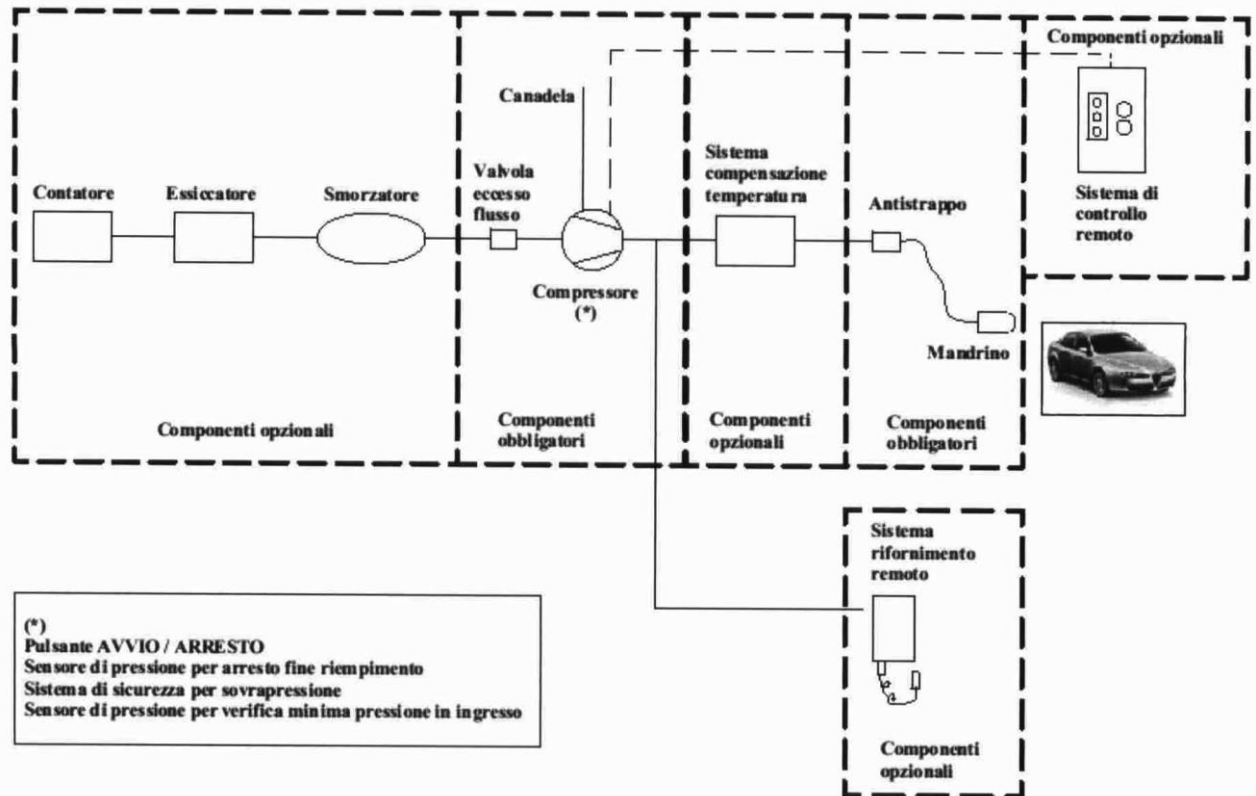 Componenti opzionali
Canadela
Contatore
Essiccatore
Smorzatore
Valvola
eccesso
flusso
Compressore
(*)
Sistema
compensazione
temperatura
Antistrappo
Mandrino
Sistema di
controllo
remoto
Componenti opzionali
Componenti
obbligatori
Componenti
opzionali
Componenti
obbligatori
Sistema
rifornimento
remoto
Componenti
opzionali
(*)
Pulsante AVVIO / ARRESTO
Sensore di pressione per arresto fine riempimento
Sistema di sicurezza per sovrapressione
Sensore di pressione per verifica minima pressione in ingresso